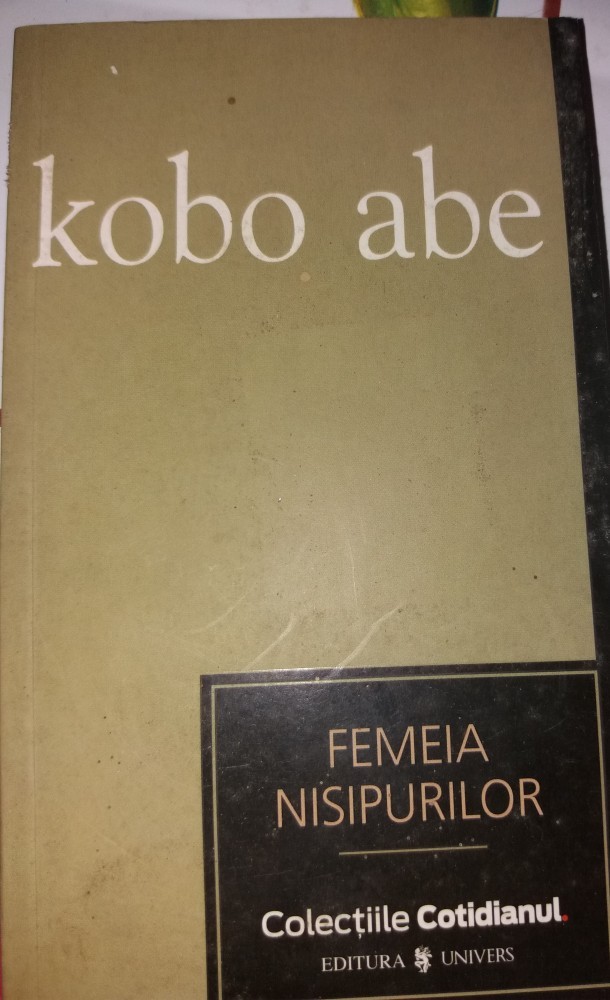 kobo abe
FEMEIA
NISIPURILOR
Colecțiile Cotidianul.
EDITURA UNIVERS